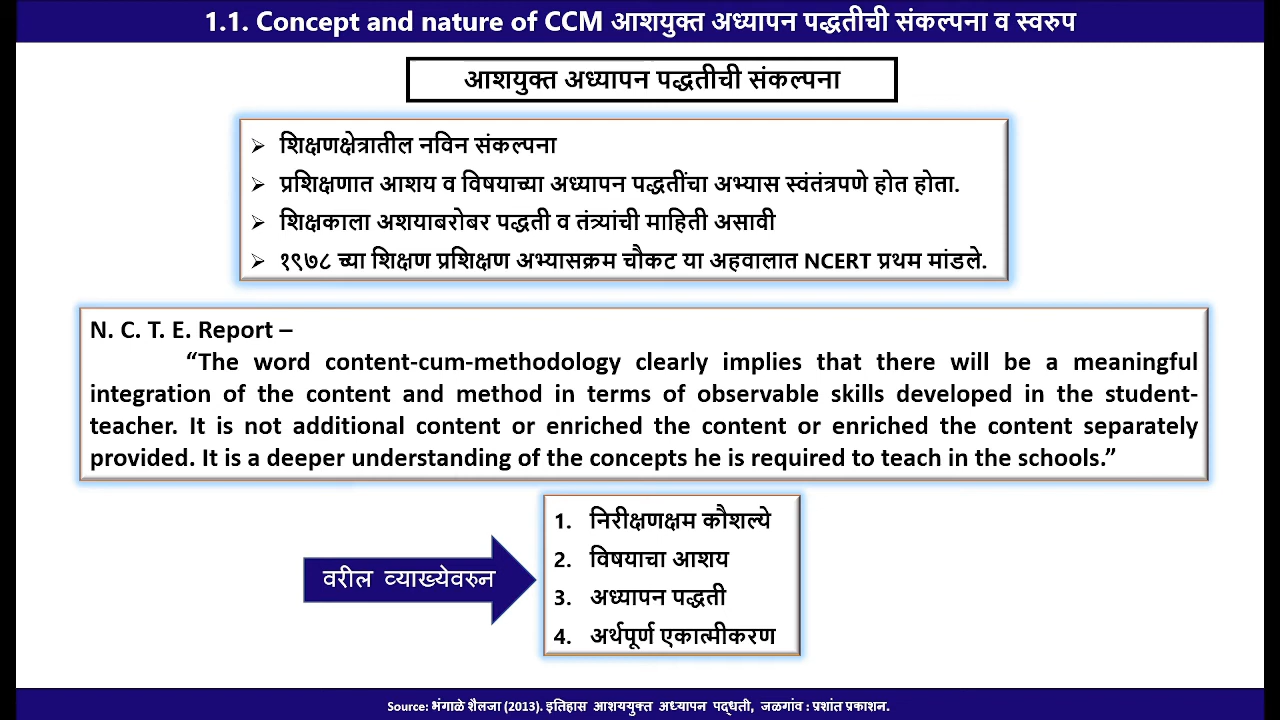 1.1. Concept and nature of CCM आशयुक्त अध्यापन पद्धतीची संकल्पना व स्वरुप
आशयुक्त अध्यापन पद्धतीची संकल्पना
➢ शिक्षणक्षेत्रातील नविन संकल्पना
➢ प्रशिक्षणात आशय व विषयाच्या अध्यापन पद्धतींचा अभ्यास स्वंतंत्रपणे होत होता.
➢ शिक्षकाला अशयाबरोबर पद्धती व तंत्र्यांची माहिती असावी
➢ १९७८ च्या शिक्षण प्रशिक्षण अभ्यासक्रम चौकट या अहवालात NCERT प्रथम मांडले.
N. C. T. E. Report –
“The word content-cum-methodology clearly implies that there will be a meaningful
integration of the content and method in terms of observable skills developed in the student-
teacher. It is not additional content or enriched the content or enriched the content separately
provided. It is a deeper understanding of the concepts he is required to teach in the schools.”
वरील व्याख्येवरुन
1. निरीक्षणक्षम कौशल्ये
2. विषयाचा आशय
3. अध्यापन पद्धती
4. अर्थपूर्ण एकात्मीकरण
Source: भंगाळे शैलजा (2013). इतिहास आशययुक्त अध्यापन पद्धती, जळगांव : प्रशांत प्रकाशन.